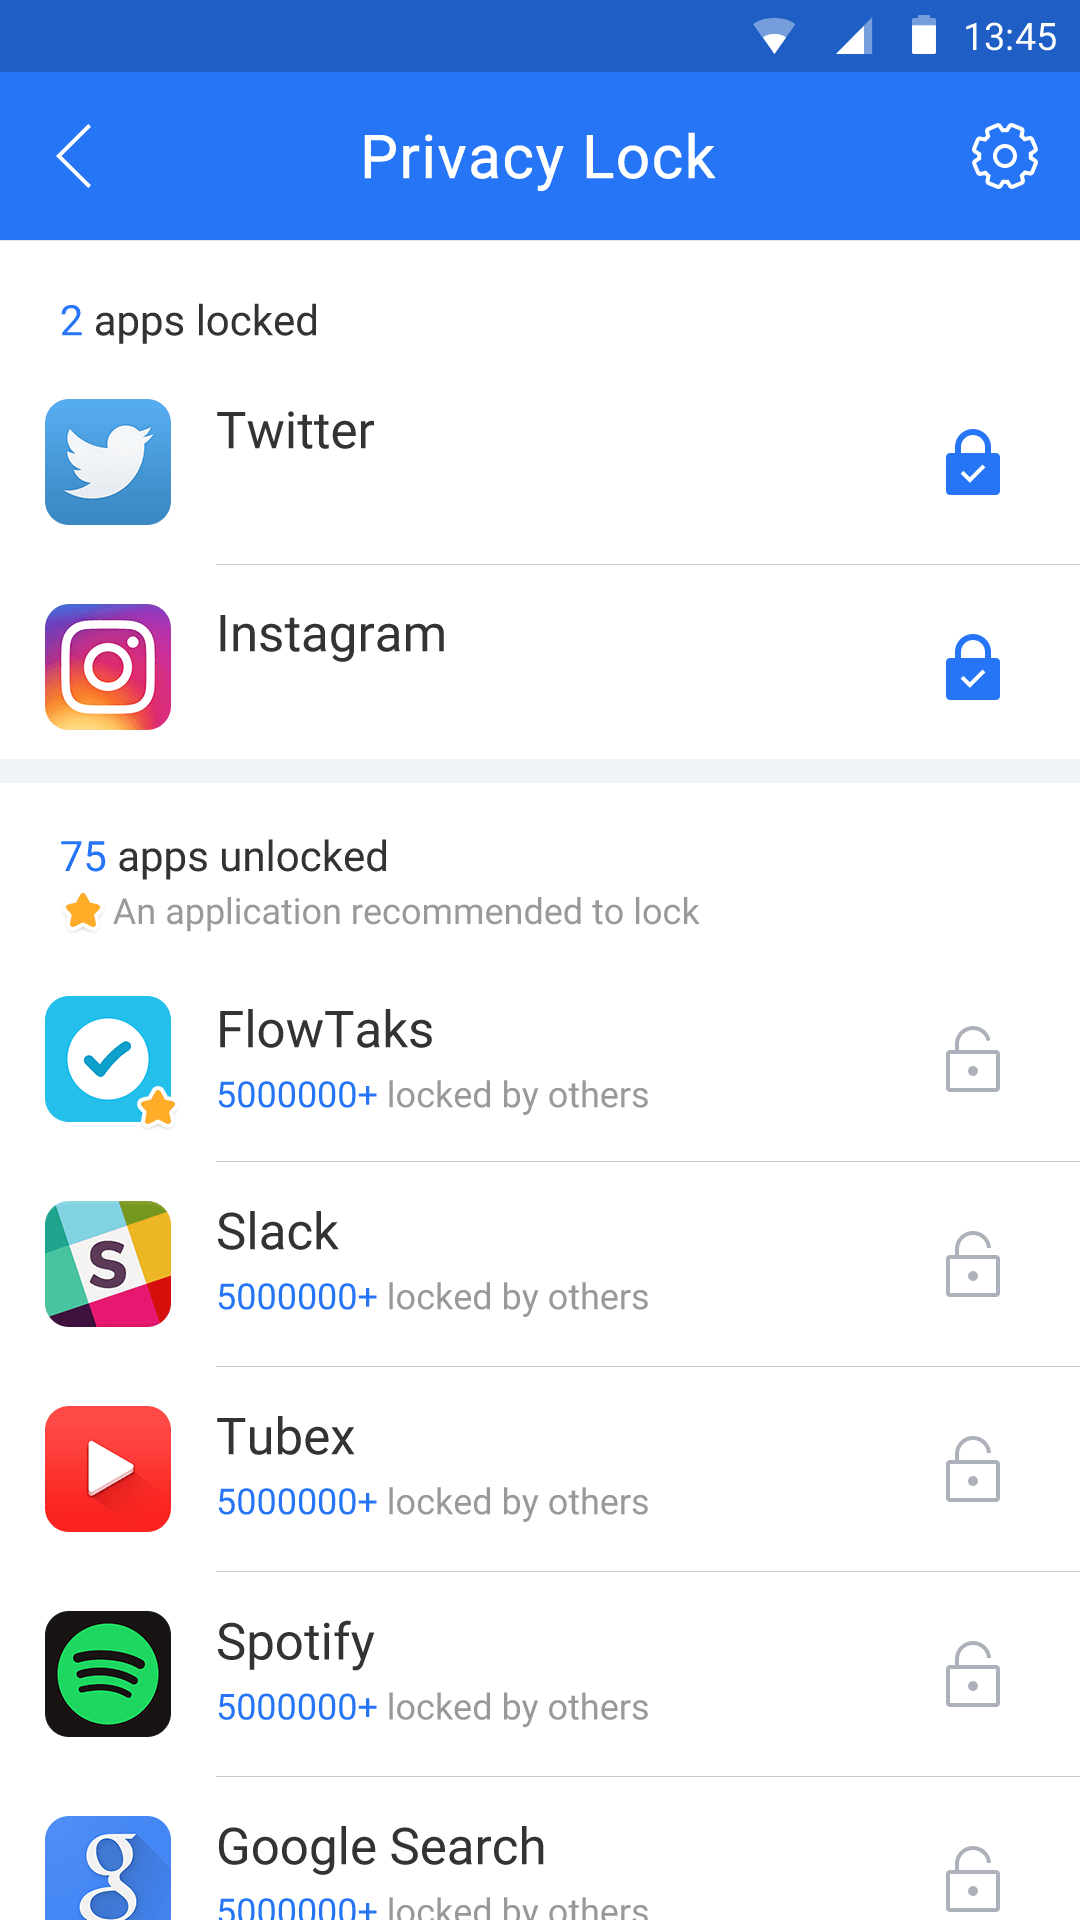 13:45
Privacy Lock
2 apps locked
Twitter
Instagram
75 apps unlocked
An application recommended to lock
FlowTaks
5000000+ locked by others
S
Slack
5000000+ locked by others
Tubex
5000000+ locked by others
Spotify
5000000+ locked by others
g
Google Search
5000000+ locked by others